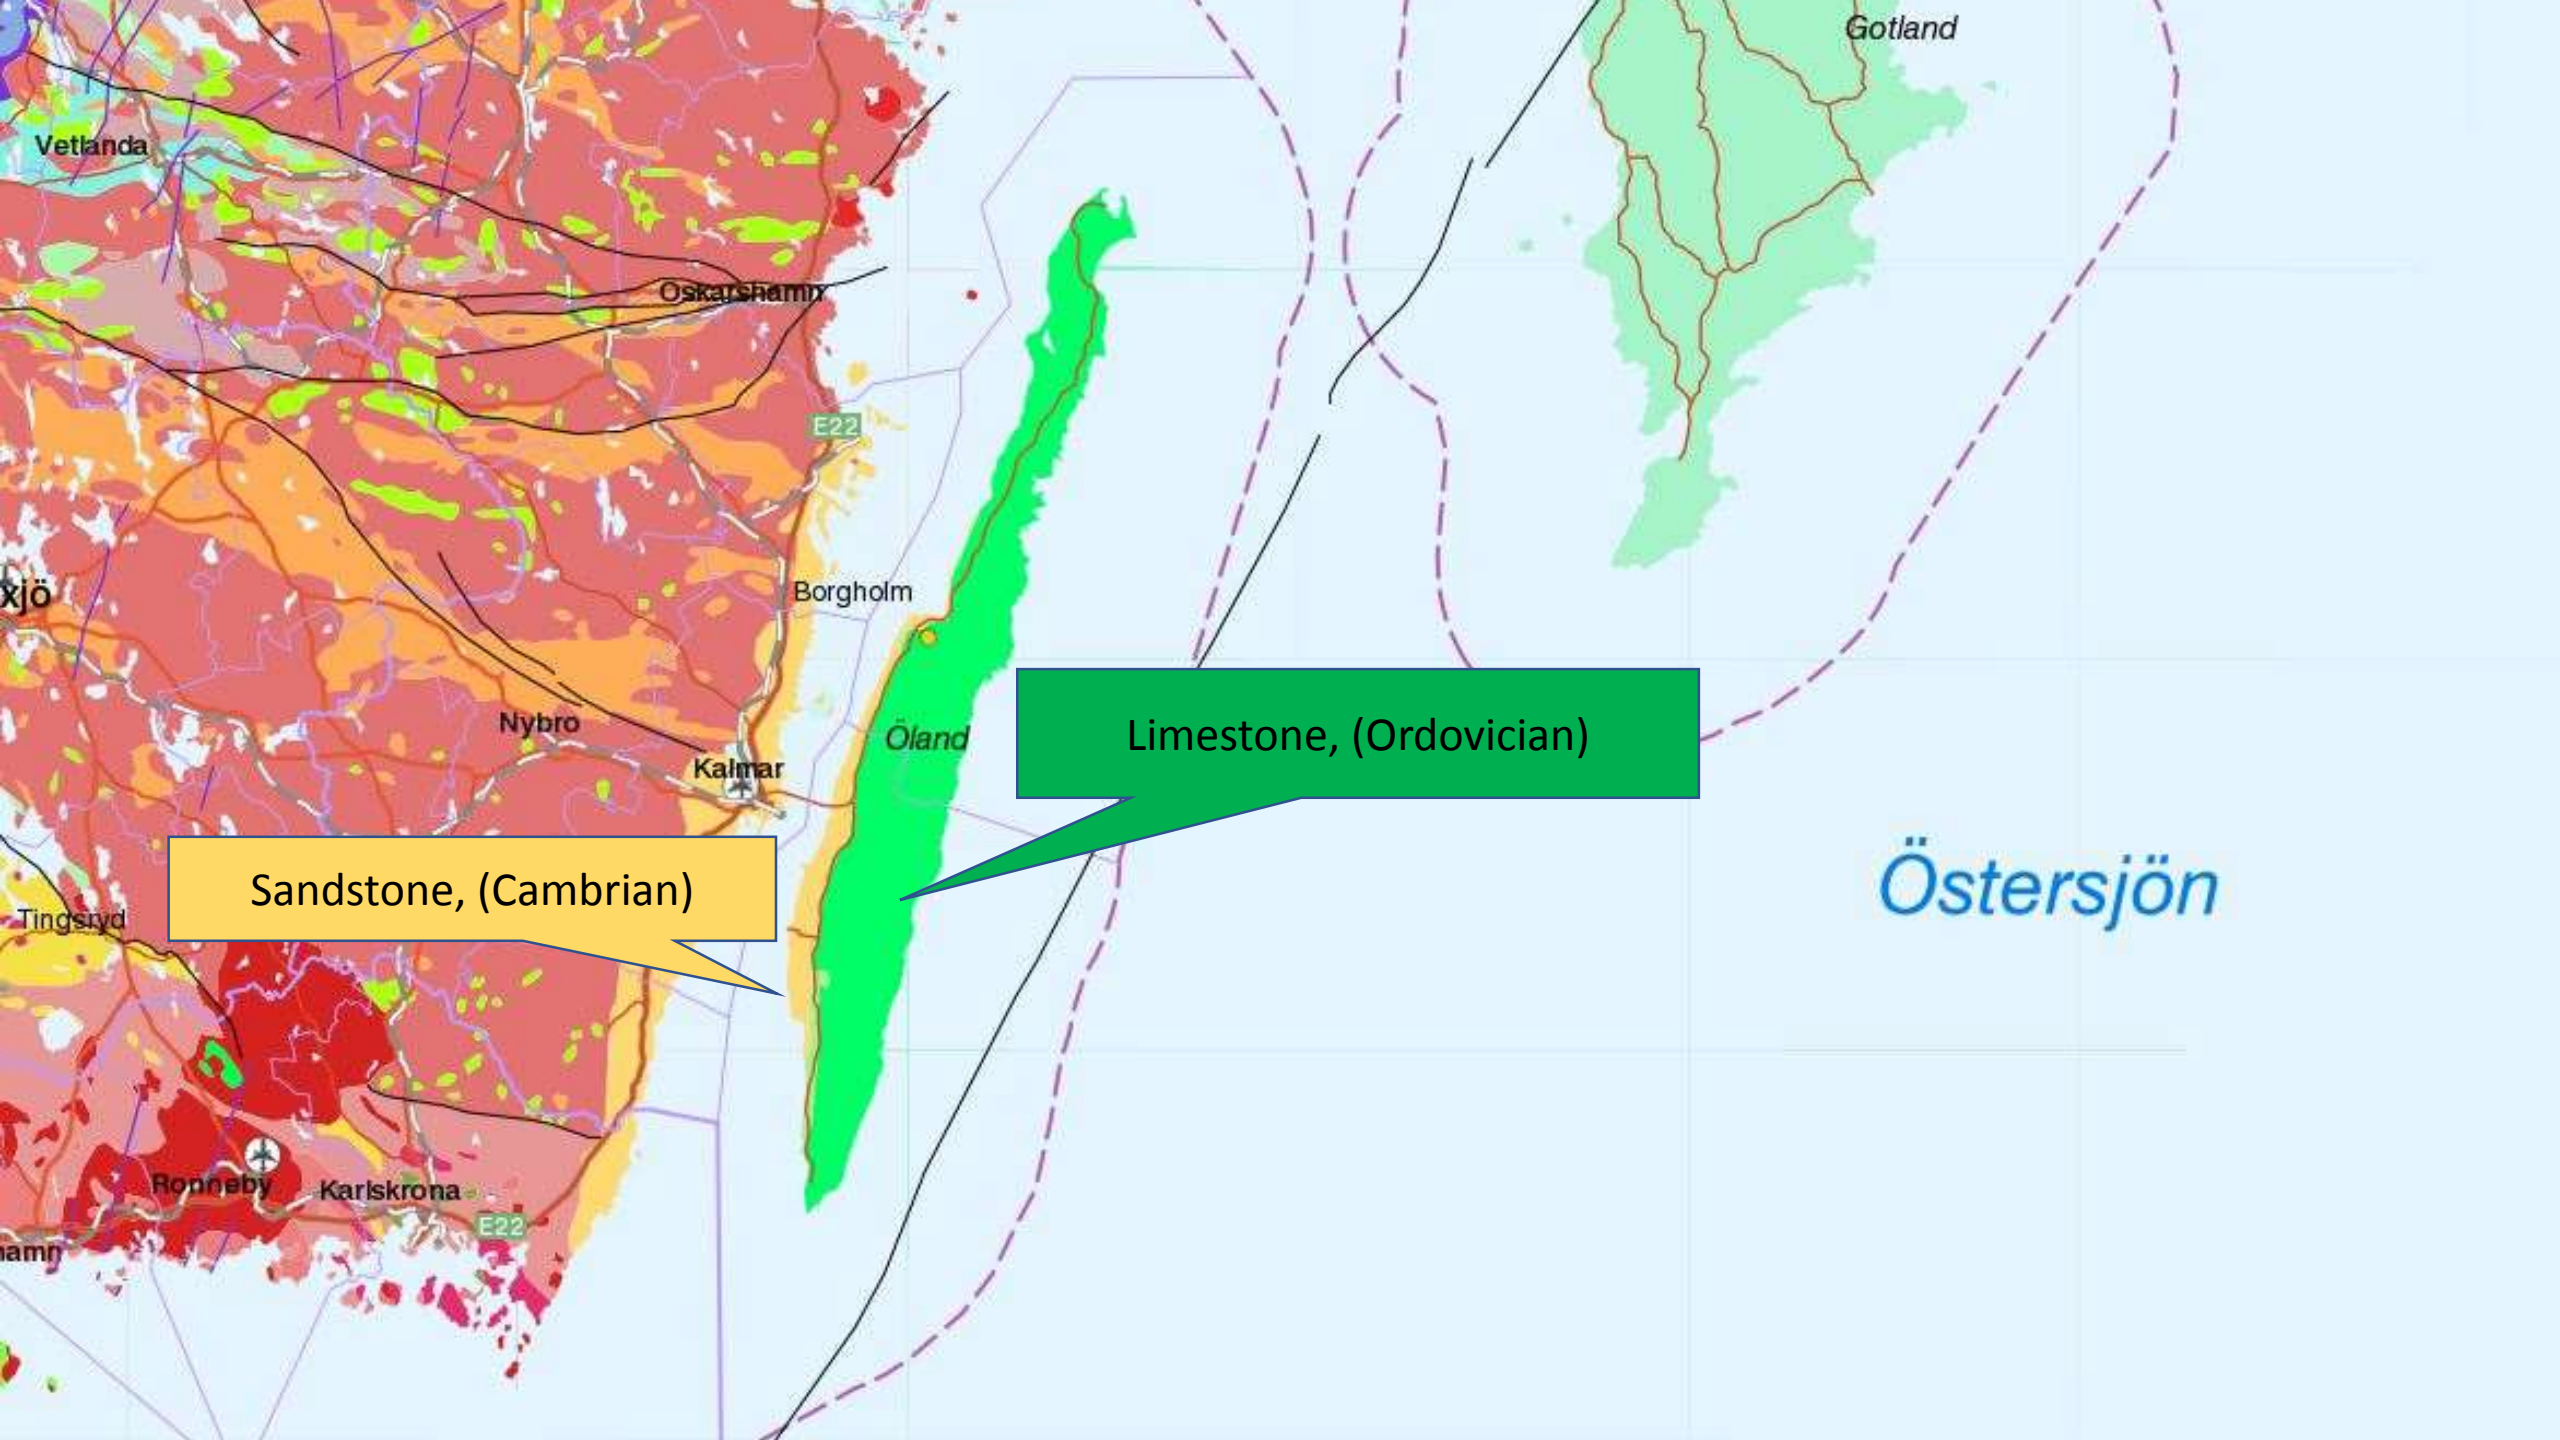 Gotland
Vetlanda
Oskarshamn
E22
Borgholm
xjö
Nybro
Öland
Limestone, (Ordovician)
Kalmar
Sandstone, (Cambrian)
Östersjön
Tingsryd
Ronneby
Karlskrona
E22
hamn